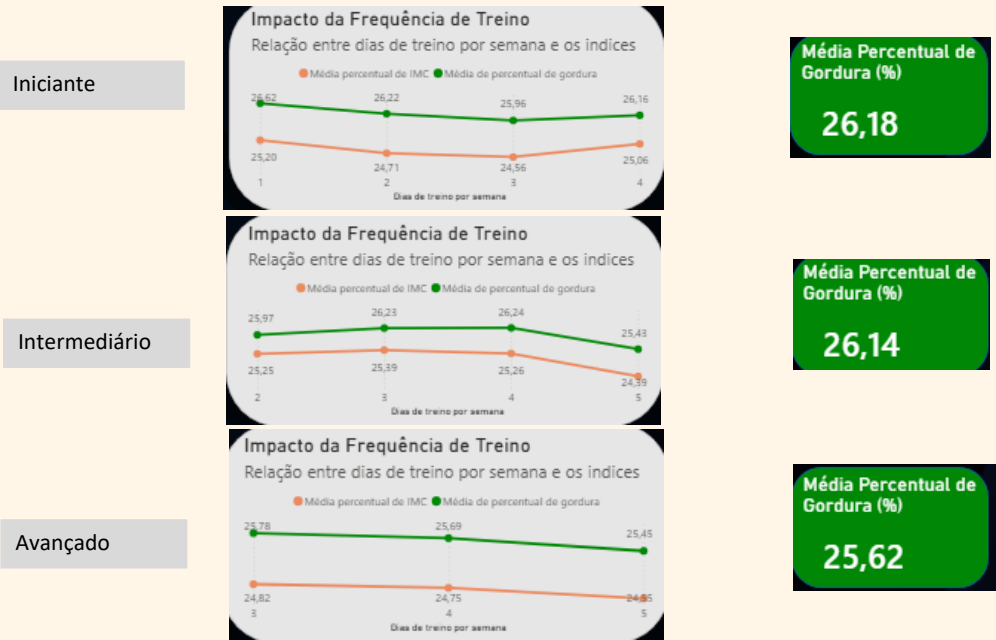 Iniciante
Impacto da Frequência de Treino
Relação entre dias de treino por semana e os indices
Média percentual de IMC Média de percentual de gordura
26,62 26,22 25,96 26,16
25,20 24,71 24,56 25,06
1 2 3 4
Dias de treino por semana
Média Percentual de
Gordura (%)
26,18
Intermediário
Impacto da Frequência de Treino
Relação entre dias de treino por semana e os indices
Média percentual de IMC Média de percentual de gordura
25,97 26,23 26,24 25,43
25,25 25,39 25,26 24,39
2 3 4 5
Dias de treino por semana
Média Percentual de
Gordura (%)
26,14
Avançado
Impacto da Frequência de Treino
Relação entre dias de treino por semana e os indices
Média percentual de IMC Média de percentual de gordura
25,78 25,69 25,45
24,82 24,75
3 4 5
Dias de treino por semana
Média Percentual de
Gordura (%)
25,62